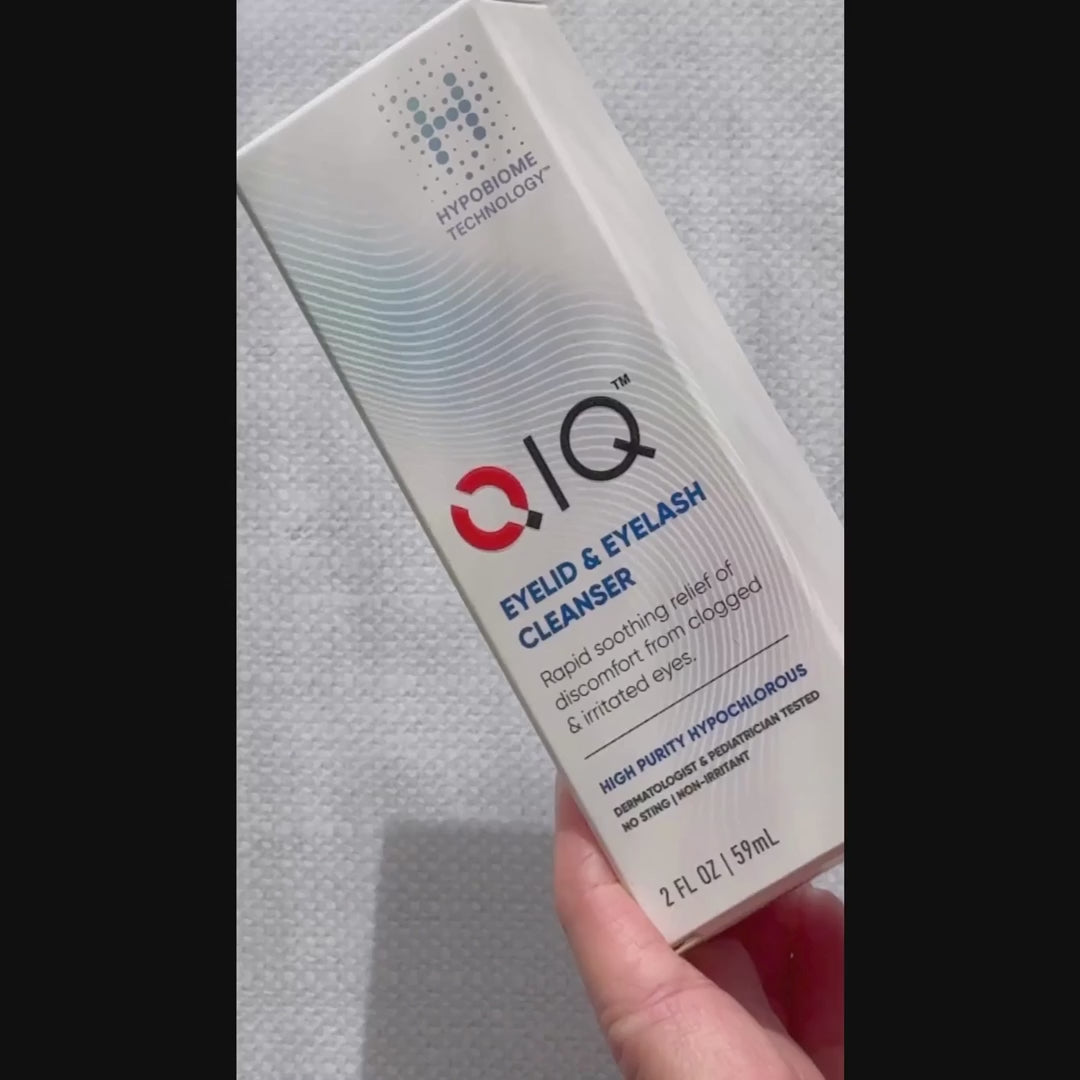 H
HYPOBIOME
TECHNOLOGY™
QIQ™
EYELID & EYELASH
CLEANSER
Rapid soothing relief of
discomfort from clogged
& irritated eyes.
HIGH PURITY HYPOCHLOROUS
DERMATOLOGIST & PEDIATRICIAN TESTED
NO STING | NON-IRRITANT
2 FL OZ | 59mL